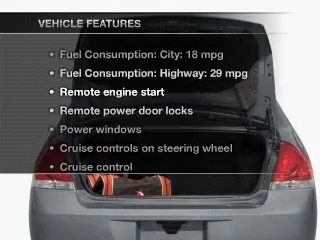 VEHICLE FEATURES
• Fuel Consumption: City: 18 mpg
• Fuel Consumption: Highway: 29 mpg
• Remote engine start
• Remote power door locks
• Power windows
• Cruise controls on steering wheel
• Cruise control